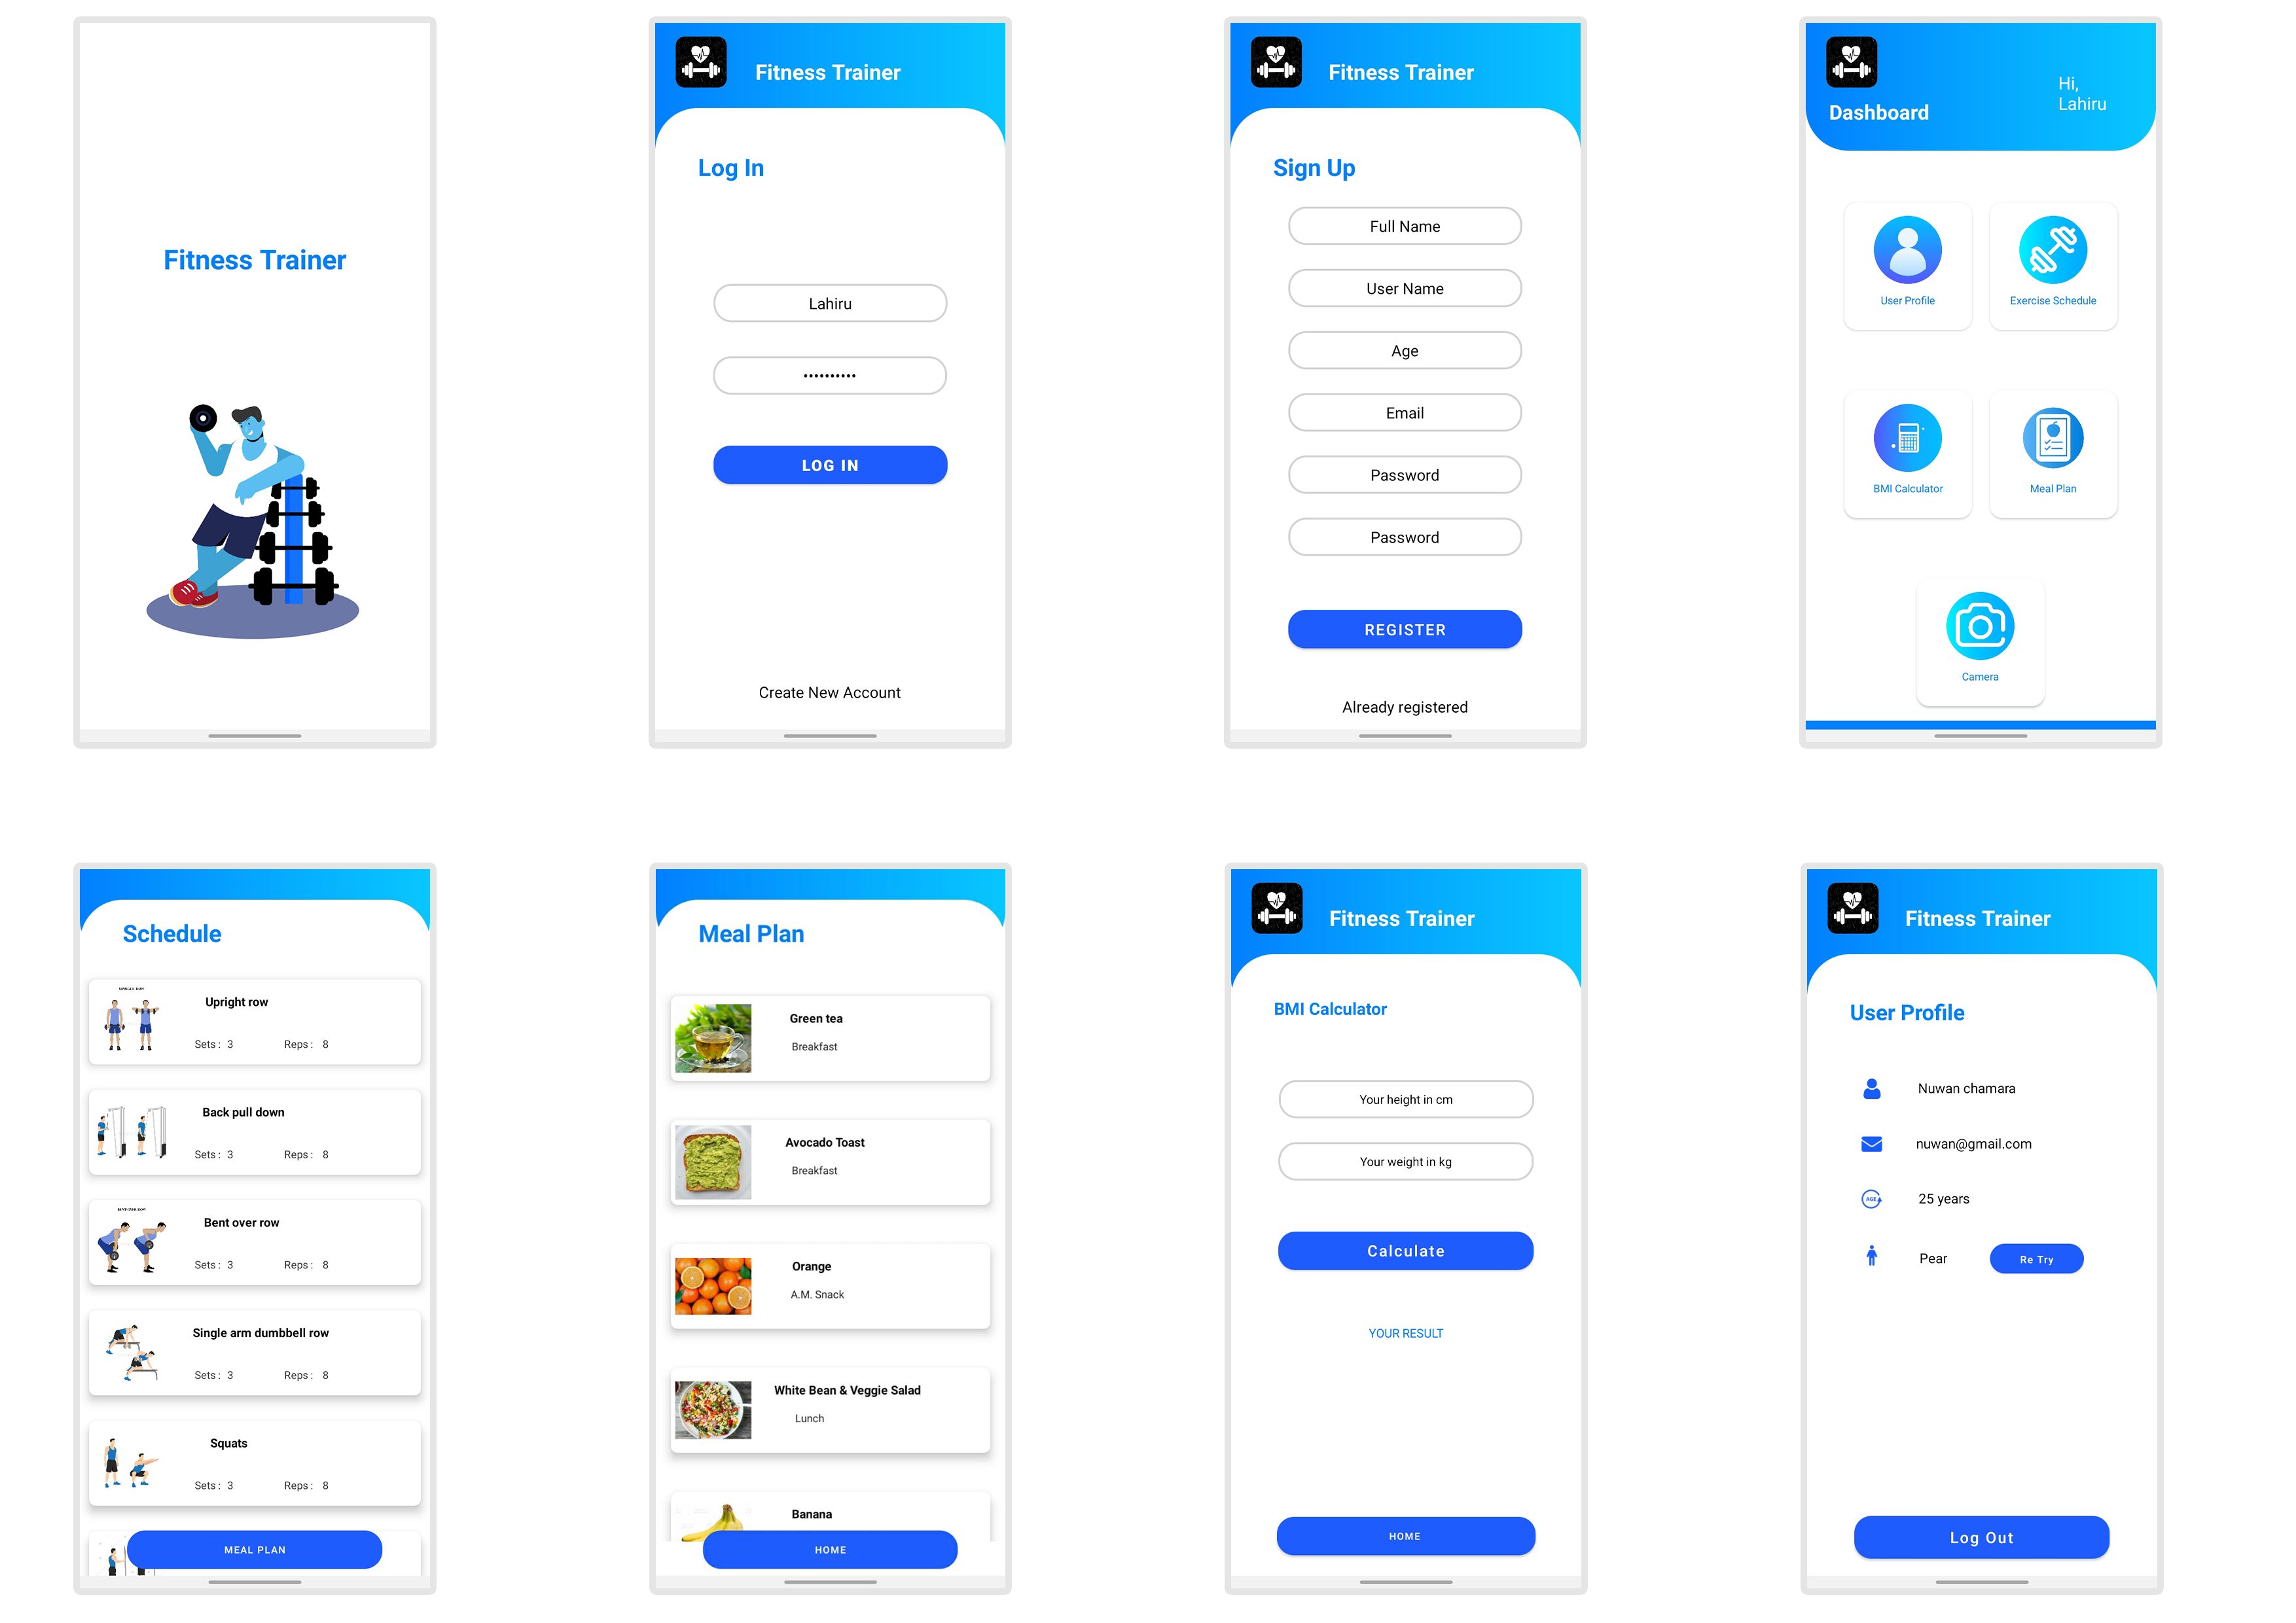 Fitness Trainer
Fitness Trainer
Log In
Lahiru
••••••••••
LOG IN
Create New Account
Fitness Trainer
Sign Up
Full Name
User Name
Age
Email
Password
Password
REGISTER
Already registered
Hi,
Lahiru
Dashboard
User Profile
Exercise Schedule
BMI Calculator
Meal Plan
Camera
Schedule
UPRIGHT ROW
Upright row
Sets : 3 Reps : 8
Back pull down
Sets : 3 Reps : 8
BENT OVER ROW
Bent over row
Sets : 3 Reps : 8
Single arm dumbbell row
Sets : 3 Reps : 8
Squats
Sets : 3 Reps : 8
MEAL PLAN
Meal Plan
Green tea
Breakfast
Avocado Toast
Breakfast
Orange
A.M. Snack
White Bean & Veggie Salad
Lunch
Banana
HOME
Fitness Trainer
BMI Calculator
Your height in cm
Your weight in kg
Calculate
YOUR RESULT
HOME
Fitness Trainer
User Profile
Nuwan chamara
nuwan@gmail.com
AGE
25 years
Pear
Re Try
Log Out